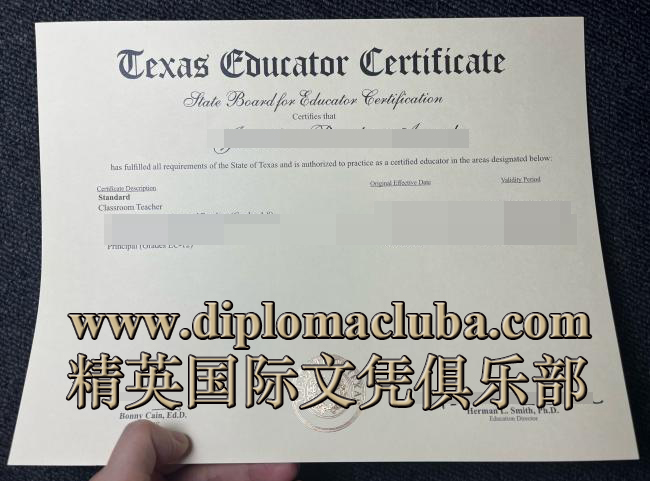 Texas Educator Certificate
State Board for Educator Certification
Certifies that
has fulfilled all requirements of the State of Texas and is authorized to practice as a certified educator in the areas designated below:
Certificate Description Original Effective Date Validity Period
Standard
Classroom Teacher
Principal (Grades EC-12)
www.diplomacluba.com
精英国际文凭俱乐部
Bonny Cain, Ed.D. Herman L. Smith, Ph.D.
Education Director